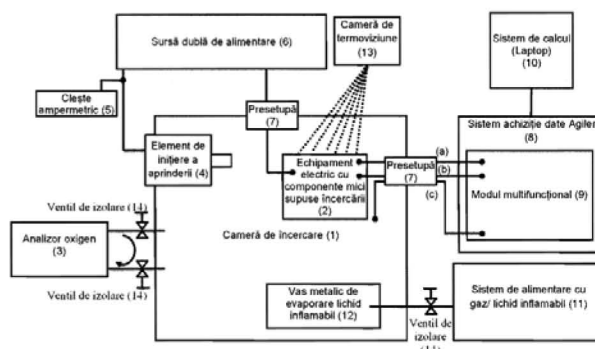 Sursă dublă de alimentare (6)
Cameră de
termoviziune
(13)
Sistem de calcul
(Laptop)
(10)
Clește
ampermetric (5)
Presetupă
(7)
Sistem achiziție date Agilen
(8)
Element de
inițiere a
aprinderii (4)
Echipament
electric cu
componente mici
supuse încercării
(2)
Presetupă
(7)
(a)
(b)
(c)
Modul multifuncțional (9)
Ventil de izolare (14)
Analizor oxigen
(3)
Cameră de încercare (1)
Ventil de izolare (14)
Vas metalic de
evaporare lichid
inflamabil (12)
Sistem de alimentare cu
gaz/ lichid inflamabil (11)
Ventil de
izolare